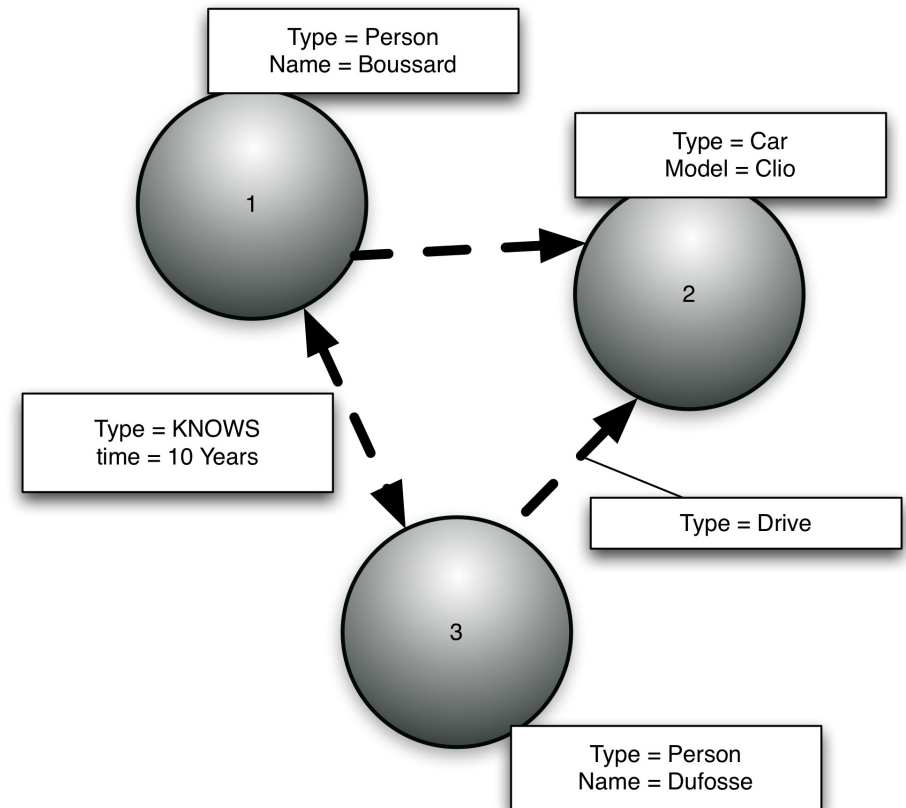 Type = Person
Name = Boussard
1
Type = Car
Model = Clio
2
Type = KNOWS
time = 10 Years
Type = Drive
3
Type = Person
Name = Dufosse